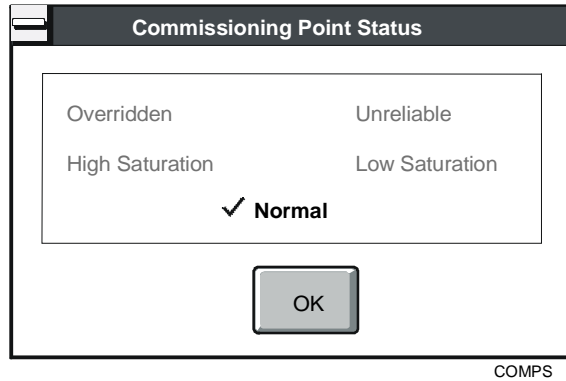 Commissioning Point Status
Overridden Unreliable
High Saturation Low Saturation
✓ Normal
OK
COMPS